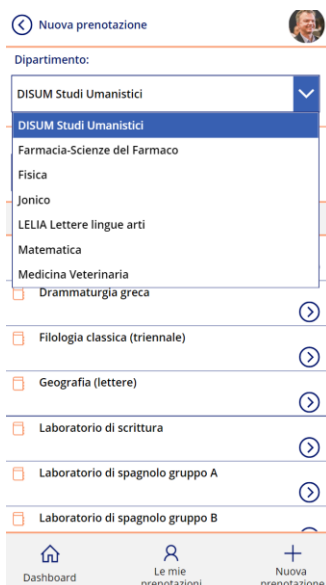 Nuova prenotazione
Dipartimento:
DISUM Studi Umanistici
DISUM Studi Umanistici
Farmacia-Scienze del Farmaco
Fisica
Jonico
LELIA Lettere lingue arti
Matematica
Medicina Veterinaria
Drammaturgia greca
Filologia classica (triennale)
Geografia (lettere)
Laboratorio di scrittura
Laboratorio di spagnolo gruppo A
Laboratorio di spagnolo gruppo B
Dashboard
Le mie
prenotazioni
Nuova
prenotazione